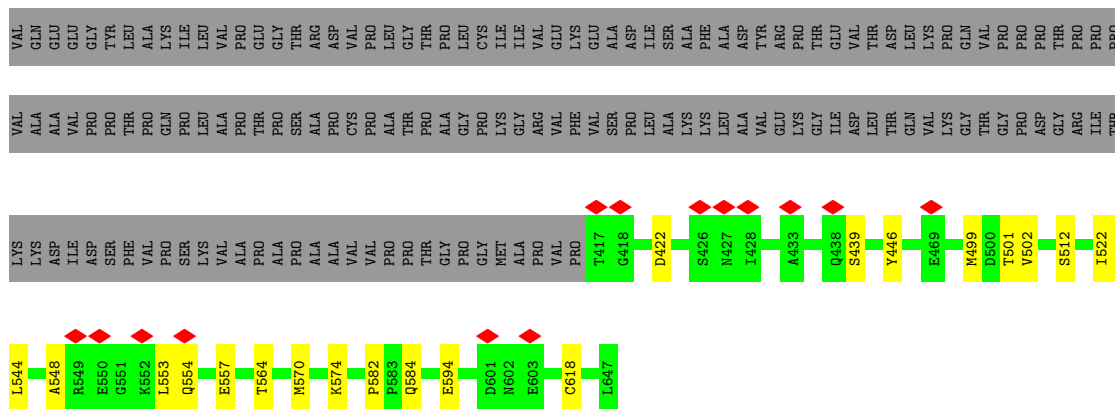 VAL GLN GLU GLU GLY TYR LEU ALA LYS ILE LEU VAL PRO GLU GLY THR ARG ASP VAL PRO LEU GLY THR PRO LEU CYS ILE ILE VAL GLU LYS GLU ALA ASP ILE SER ALA PHE ALA ASP TYR ARG PRO THR GLU VAL THR ASP LEU LYS PRO GLN VAL PRO PRO PRO THR PRO PRO PRO
VAL ALA ALA VAL PRO PRO THR PRO GLN PRO LEU ALA PRO THR PRO SER ALA PRO CYS PRO ALA THR PRO ALA GLY PRO LYS GLY ARG VAL PHE VAL SER PRO LEU ALA LYS LYS LEU ALA VAL GLU LYS GLY ILE ASP LEU THR GLN VAL LYS GLY THR GLY PRO ASP GLY ARG ILE THR
LYS LYS ASP ILE ASP SER PHE VAL PRO SER LYS VAL ALA PRO ALA PRO ALA ALA VAL VAL PRO PRO THR GLY PRO GLY MET ALA PRO VAL PRO T417 G418 D422 S426 N427 I428 A433 Q438 S439 Y446 E469 M499 D500 T501 V502 S512 I522
L544 A548 R549 E550 G551 K552 L553 Q554 E557 T564 M570 K574 P582 P583 Q584 E594 D601 N602 E603 C618 L647